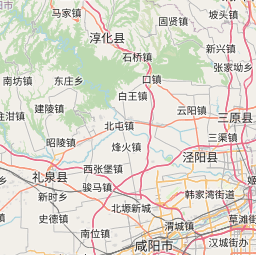 马家镇
固贤镇
坡头镇
淳化县
新兴镇
石桥镇
张家坳乡
口镇
南坊镇
东庄乡
白王镇
建陵镇
云阳镇
三原县
北屯镇
三渠镇
昭陵镇
烽火镇
泾阳县
西张堡镇
礼泉县
骏马镇
新时乡
韩家湾街道
北塬新城
史德镇
清城镇
草滩街
南位镇
咸阳市
汉城街办